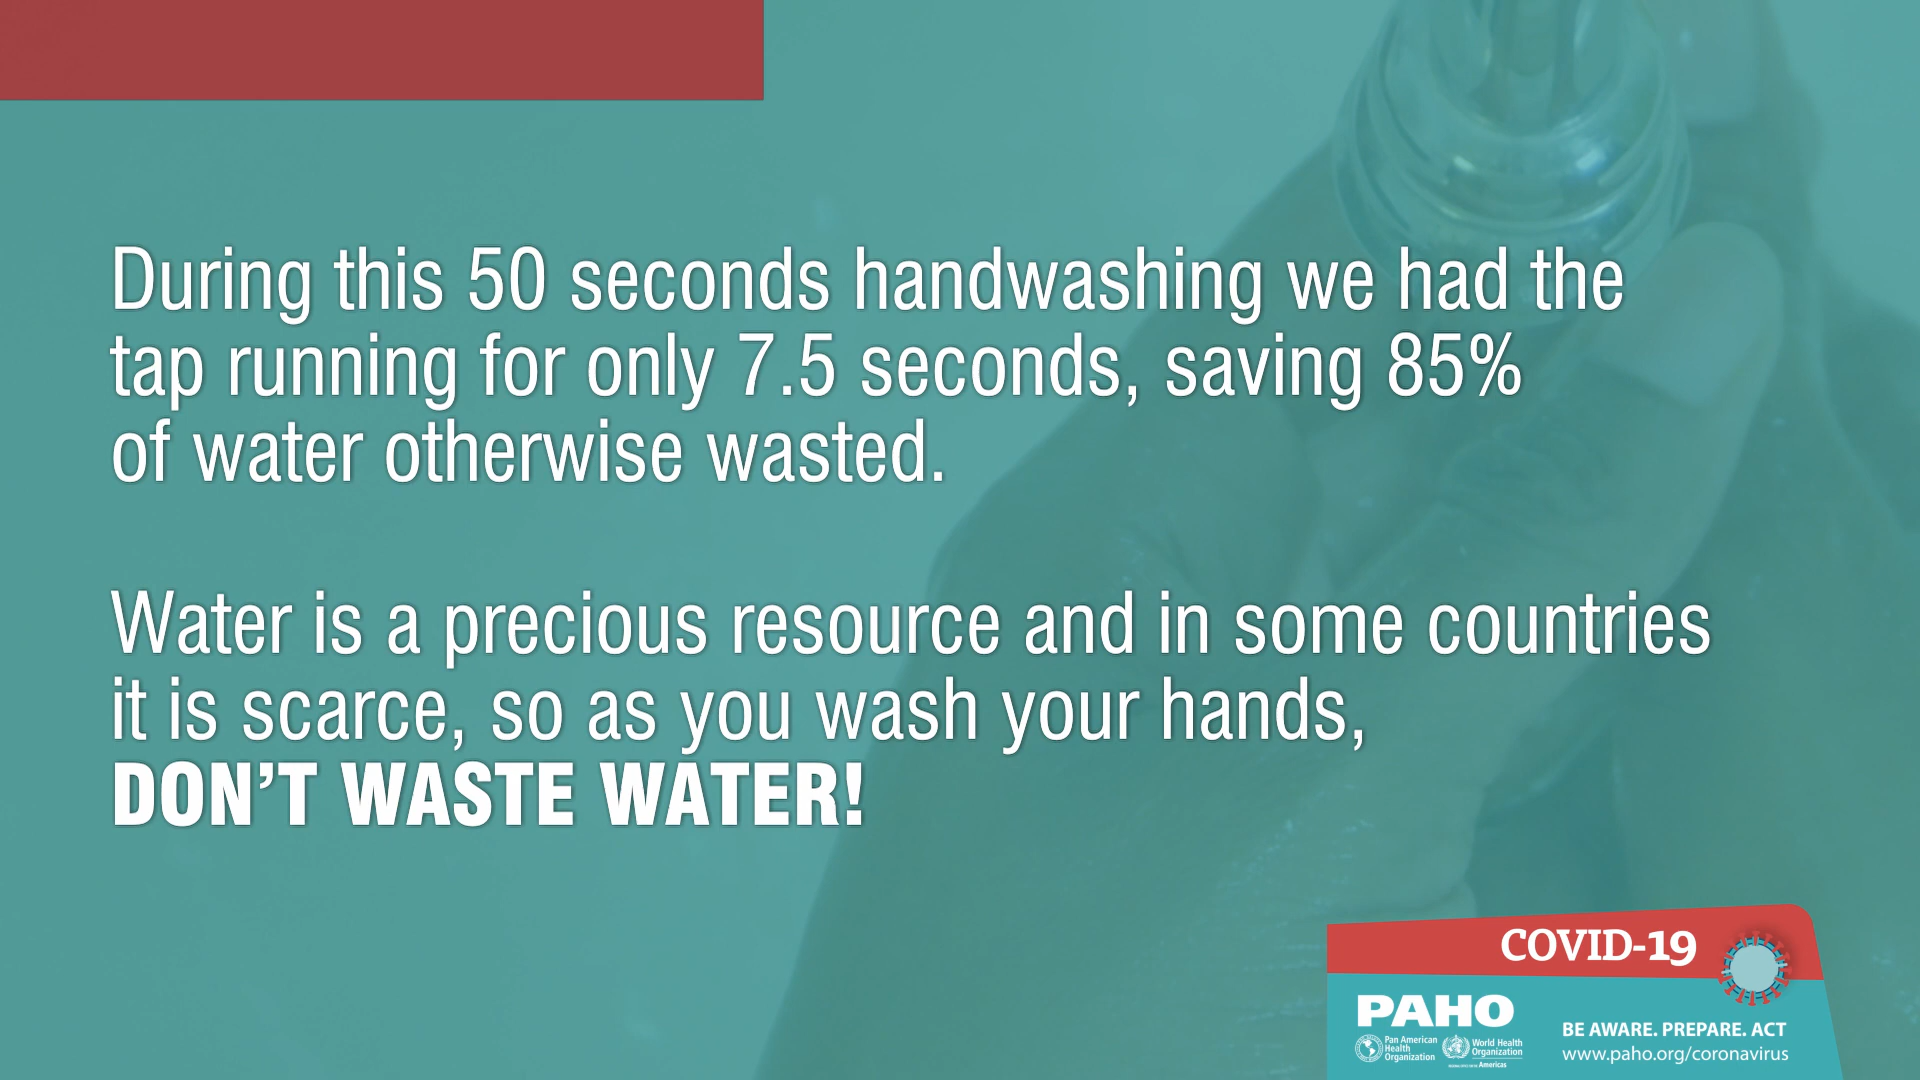 During this 50 seconds handwashing we had the
tap running for only 7.5 seconds, saving 85%
of water otherwise wasted.
Water is a precious resource and in some countries
it is scarce, so as you wash your hands,
DON’T WASTE WATER!
COVID-19
PAHO
Pan American
Health
Organization
World Health
Organization
Americas
BE AWARE. PREPARE. ACT
www.paho.org/coronavirus